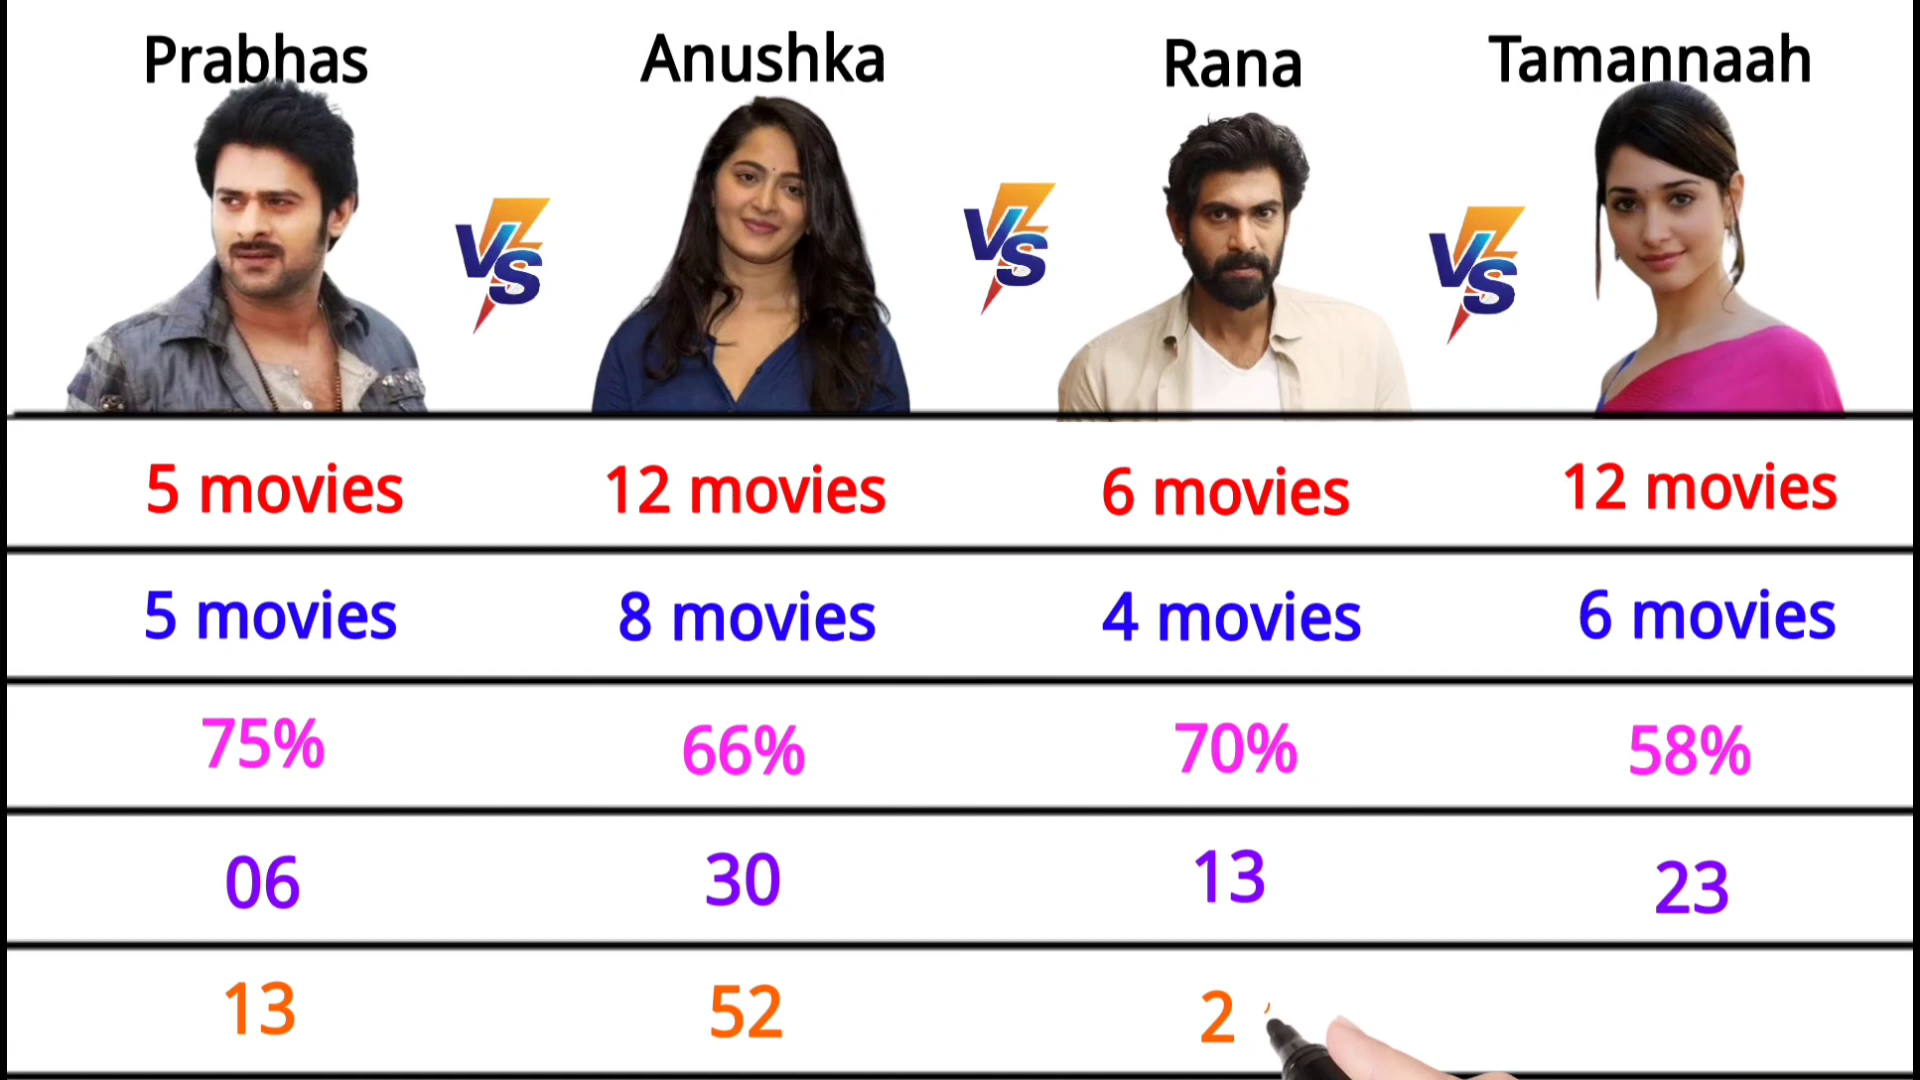 Prabhas Anushka Rana Tamannaah
VS VS VS
5 movies 12 movies 6 movies 12 movies
5 movies 8 movies 4 movies 6 movies
75% 66% 70% 58%
06 30 13 23
13 52 2